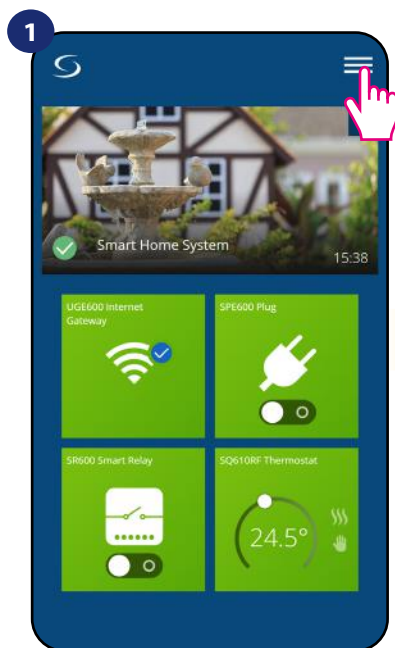 1
Smart Home System
15:38
UGE600 Internet
Gateway
SPE600 Plug
SR600 Smart Relay
SQ610RF Thermostat
24.5°